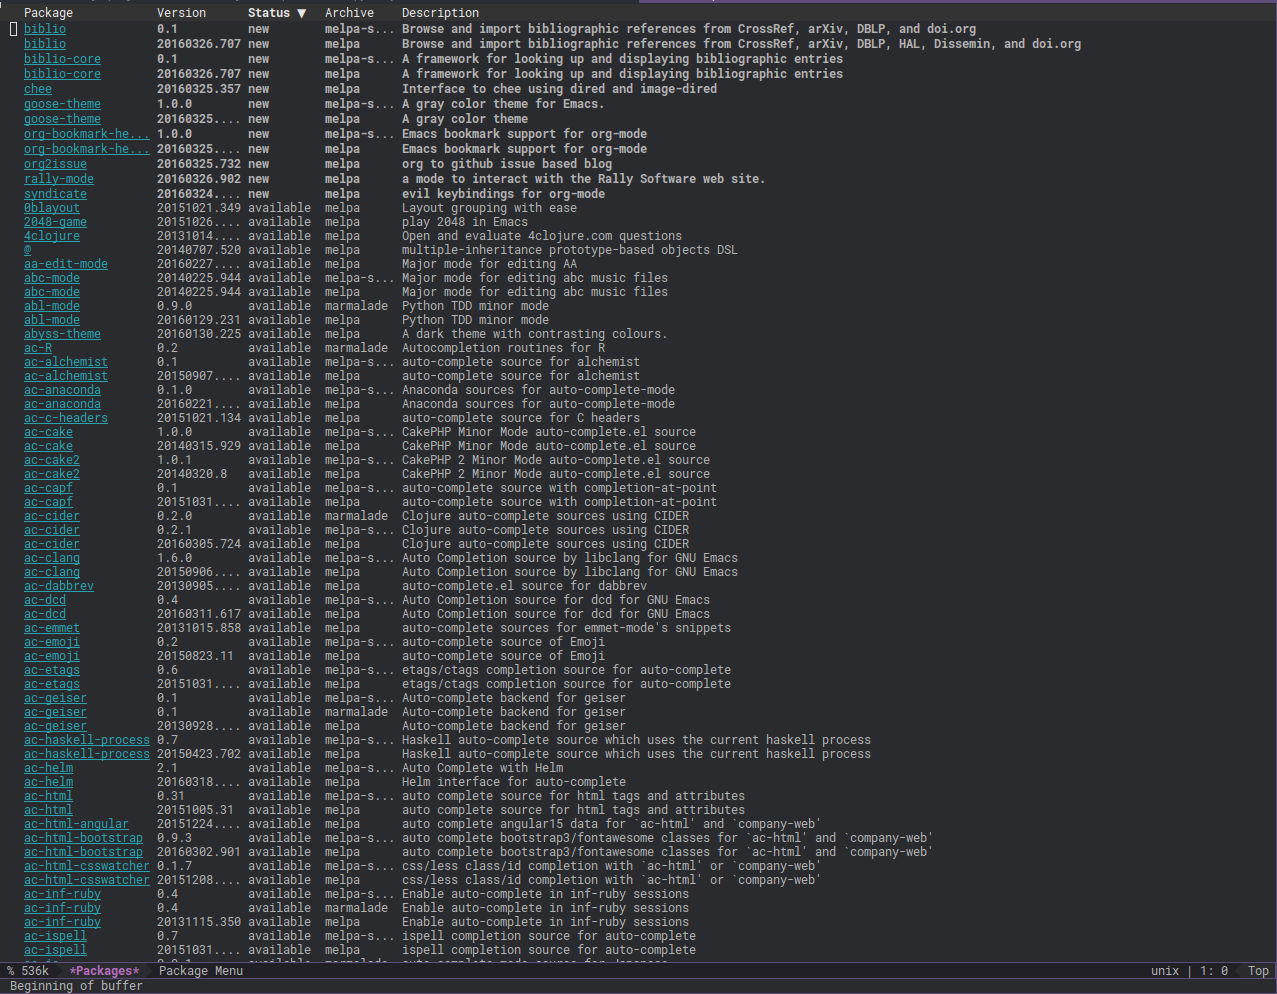 Package Version Status ▼ Archive Description
biblio 0.1 new melpa-s... Browse and import bibliographic references from CrossRef, arXiv, DBLP, and doi.org
biblio 20160326.707 new melpa Browse and import bibliographic references from CrossRef, arXiv, DBLP, HAL, Dissemin, and doi.org
biblio-core 0.1 new melpa-s... A framework for looking up and displaying bibliographic entries
biblio-core 20160326.707 new melpa A framework for looking up and displaying bibliographic entries
chee 20160325.357 new melpa Interface to chee using dired and image-dired
goose-theme 1.0.0 new melpa-s... A gray color theme for Emacs.
goose-theme 20160325.... new melpa A gray color theme
org-bookmark-he... 1.0.0 new melpa-s... Emacs bookmark support for org-mode
org-bookmark-he... 20160325.... new melpa Emacs bookmark support for org-mode
org2issue 20160325.732 new melpa org to github issue based blog
rally-mode 20160326.902 new melpa a mode to interact with the Rally Software web site.
syndicate 20160324.... new melpa evil keybindings for org-mode
0blayout 20151021.349 available melpa Layout grouping with ease
2048-game 20151026.... available melpa play 2048 in Emacs
4clojure 20131014.... available melpa Open and evaluate 4clojure.com questions
@ 20140707.520 available melpa multiple-inheritance prototype-based objects DSL
aa-edit-mode 20160227.... available melpa Major mode for editing AA
abc-mode 20140225.944 available melpa-s... Major mode for editing abc music files
abc-mode 20140225.944 available melpa Major mode for editing abc music files
abl-mode 0.9.0 available marmalade Python TDD minor mode
abl-mode 20160129.231 available melpa Python TDD minor mode
abyss-theme 20160130.225 available melpa A dark theme with contrasting colours.
ac-R 0.2 available marmalade Autocompletion routines for R
ac-alchemist 0.1 available melpa-s... auto-complete source for alchemist
ac-alchemist 20150907.... available melpa auto-complete source for alchemist
ac-anaconda 0.1.0 available melpa-s... Anaconda sources for auto-complete-mode
ac-anaconda 20160221.... available melpa Anaconda sources for auto-complete-mode
ac-c-headers 20151021.134 available melpa auto-complete source for C headers
ac-cake 1.0.0 available melpa-s... CakePHP Minor Mode auto-complete.el source
ac-cake 20140315.929 available melpa CakePHP Minor Mode auto-complete.el source
ac-cake2 1.0.1 available melpa-s... CakePHP 2 Minor Mode auto-complete.el source
ac-cake2 20140320.8 available melpa CakePHP 2 Minor Mode auto-complete.el source
ac-capf 0.1 available melpa-s... auto-complete source with completion-at-point
ac-capf 20151031.... available melpa auto-complete source with completion-at-point
ac-cider 0.2.0 available marmalade Clojure auto-complete sources using CIDER
ac-cider 0.2.1 available melpa-s... Clojure auto-complete sources using CIDER
ac-cider 20160305.724 available melpa Clojure auto-complete sources using CIDER
ac-clang 1.6.0 available melpa-s... Auto Completion source by libclang for GNU Emacs
ac-clang 20150906.... available melpa Auto Completion source by libclang for GNU Emacs
ac-dabbrev 20130905.... available melpa auto-complete.el source for dabbrev
ac-dcd 0.4 available melpa-s... Auto Completion source for dcd for GNU Emacs
ac-dcd 20160311.617 available melpa Auto Completion source for dcd for GNU Emacs
ac-emmet 20131015.858 available melpa auto-complete sources for emmet-mode's snippets
ac-emoji 0.2 available melpa-s... auto-complete source of Emoji
ac-emoji 20150823.11 available melpa auto-complete source of Emoji
ac-etags 0.6 available melpa-s... etags/ctags completion source for auto-complete
ac-etags 20151031.... available melpa etags/ctags completion source for auto-complete
ac-geiser 0.1 available melpa-s... Auto-complete backend for geiser
ac-geiser 0.1 available marmalade Auto-complete backend for geiser
ac-geiser 20130928.... available melpa Auto-complete backend for geiser
ac-haskell-process 0.7 available melpa-s... Haskell auto-complete source which uses the current haskell process
ac-haskell-process 20150423.702 available melpa Haskell auto-complete source which uses the current haskell process
ac-helm 2.1 available melpa-s... Auto Complete with Helm
ac-helm 20160318.... available melpa Helm interface for auto-complete
ac-html 0.31 available melpa-s... auto complete source for html tags and attributes
ac-html 20151005.31 available melpa auto complete source for html tags and attributes
ac-html-angular 20151224.... available melpa auto complete angular15 data for `ac-html' and `company-web'
ac-html-bootstrap 0.9.3 available melpa-s... auto complete bootstrap3/fontawesome classes for `ac-html' and `company-web'
ac-html-bootstrap 20160302.901 available melpa auto complete bootstrap3/fontawesome classes for `ac-html' and `company-web'
ac-html-csswatcher 0.1.7 available melpa-s... css/less class/id completion with `ac-html' or `company-web'
ac-html-csswatcher 20151208.... available melpa css/less class/id completion with `ac-html' or `company-web'
ac-inf-ruby 0.4 available melpa-s... Enable auto-complete in inf-ruby sessions
ac-inf-ruby 0.4 available marmalade Enable auto-complete in inf-ruby sessions
ac-inf-ruby 20131115.350 available melpa Enable auto-complete in inf-ruby sessions
ac-ispell 0.7 available melpa-s... ispell completion source for auto-complete
ac-ispell 20151031.... available melpa ispell completion source for auto-complete
% 536k *Packages* Package Menu unix | 1: 0 Top
Beginning of buffer